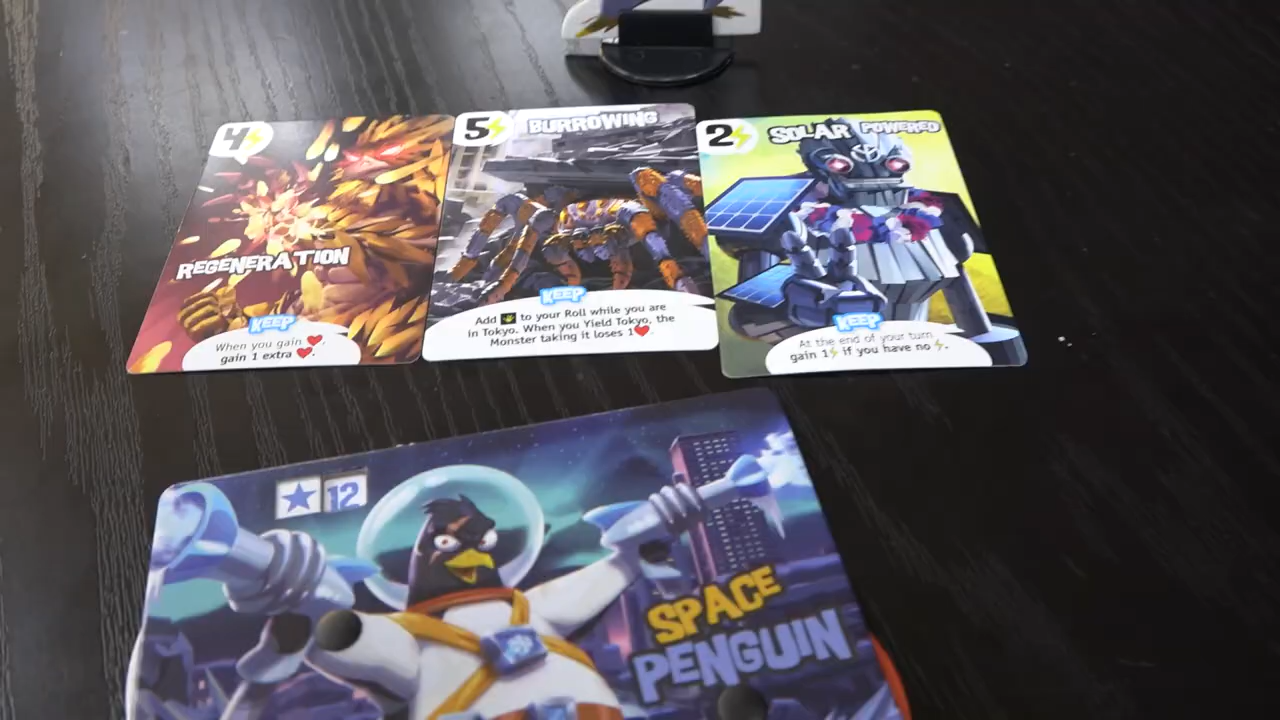 4
REGENERATION
KEEP
When you gain
gain 1 extra
5
BURROWING
KEEP
Add to your Roll while you are
in Tokyo. When you Yield Tokyo, the
Monster taking it loses 1
2
SOLAR POWERED
KEEP
At the end of your turn
gain 1 if you have no .
12
SPACE
PENGUIN